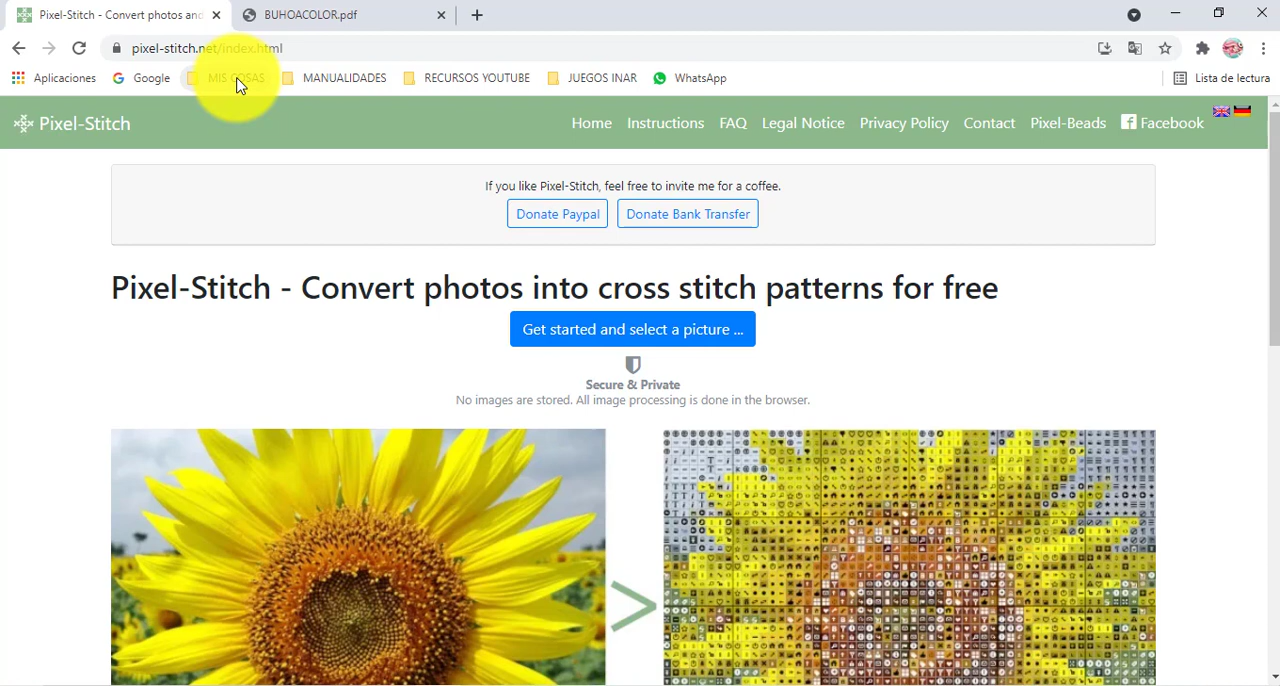 Pixel-Stitch - Convert photos and
BUHOACOLOR.pdf
pixel-stitch.net/index.html
Aplicaciones
Google
MIS COSAS
MANUALIDADES
RECURSOS YOUTUBE
JUEGOS INAR
WhatsApp
Lista de lectura
Pixel-Stitch
Home
Instructions
FAQ
Legal Notice
Privacy Policy
Contact
Pixel-Beads
Facebook
If you like Pixel-Stitch, feel free to invite me for a coffee.
Donate Paypal
Donate Bank Transfer
Pixel-Stitch - Convert photos into cross stitch patterns for free
Get started and select a picture ...
Secure & Private
No images are stored. All image processing is done in the browser.